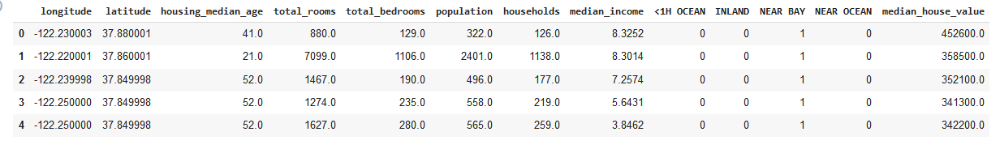 longitude latitude housing_median_age total_rooms total_bedrooms population households median_income <1H OCEAN INLAND NEAR BAY NEAR OCEAN median_house_value
0 -122.230003 37.880001 41.0 880.0 129.0 322.0 126.0 8.3252 0 0 1 0 452600.0
1 -122.220001 37.860001 21.0 7099.0 1106.0 2401.0 1138.0 8.3014 0 0 1 0 358500.0
2 -122.239998 37.849998 52.0 1467.0 190.0 496.0 177.0 7.2574 0 0 1 0 352100.0
3 -122.250000 37.849998 52.0 1274.0 235.0 558.0 219.0 5.6431 0 0 1 0 341300.0
4 -122.250000 37.849998 52.0 1627.0 280.0 565.0 259.0 3.8462 0 0 1 0 342200.0